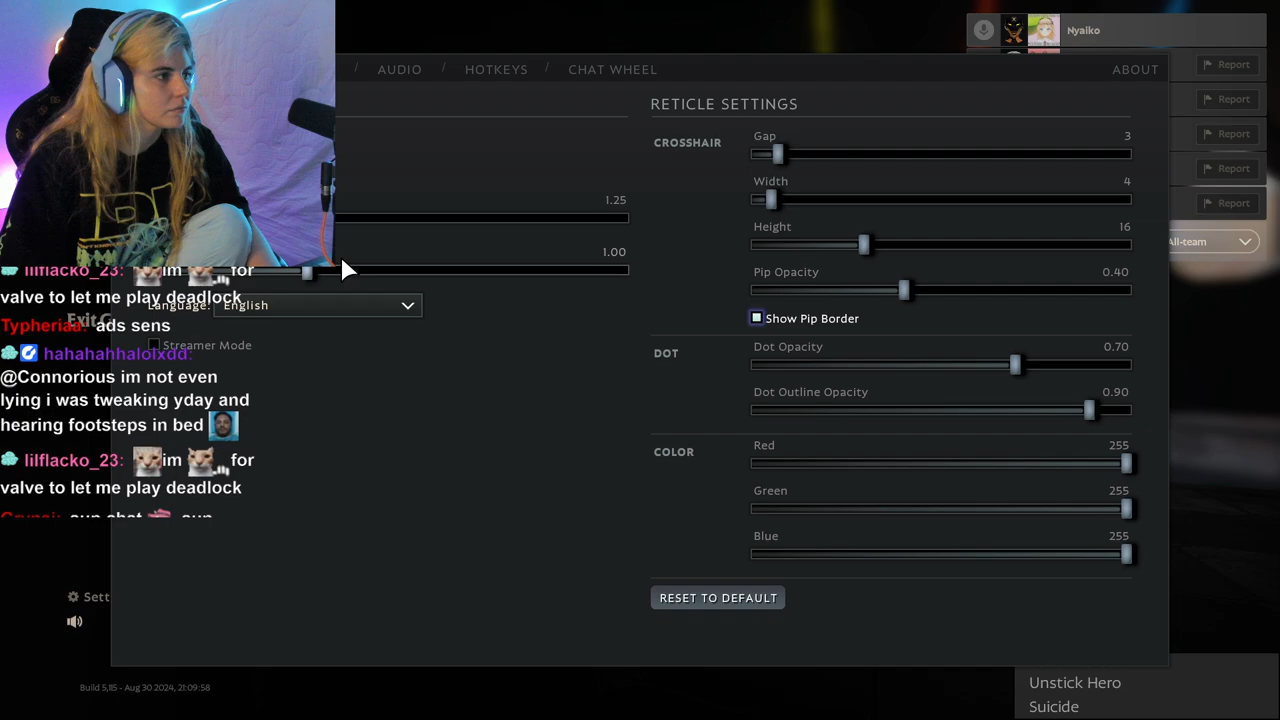 Nyaiko
AUDIO / HOTKEYS / CHAT WHEEL
ABOUT
Report
Report
Report
Report
Report
All-team
RETICLE SETTINGS
CROSSHAIR
Gap 3
Width 4
Height 16
Pip Opacity 0.40
Show Pip Border
DOT
Dot Opacity 0.70
Dot Outline Opacity 0.90
COLOR
Red 255
Green 255
Blue 255
RESET TO DEFAULT
1.25
1.00
Language: English
Streamer Mode
lilflacko_23: im for
valve to let me play deadlock
Typheriaa: ads sens
hahahahhalolxdd:
@Connorious im not even
lying i was tweaking yday and
hearing footsteps in bed
lilflacko_23: im for
valve to let me play deadlock
Sett
Build 5,115 - Aug 30 2024, 21:09:58
Unstick Hero
Suicide